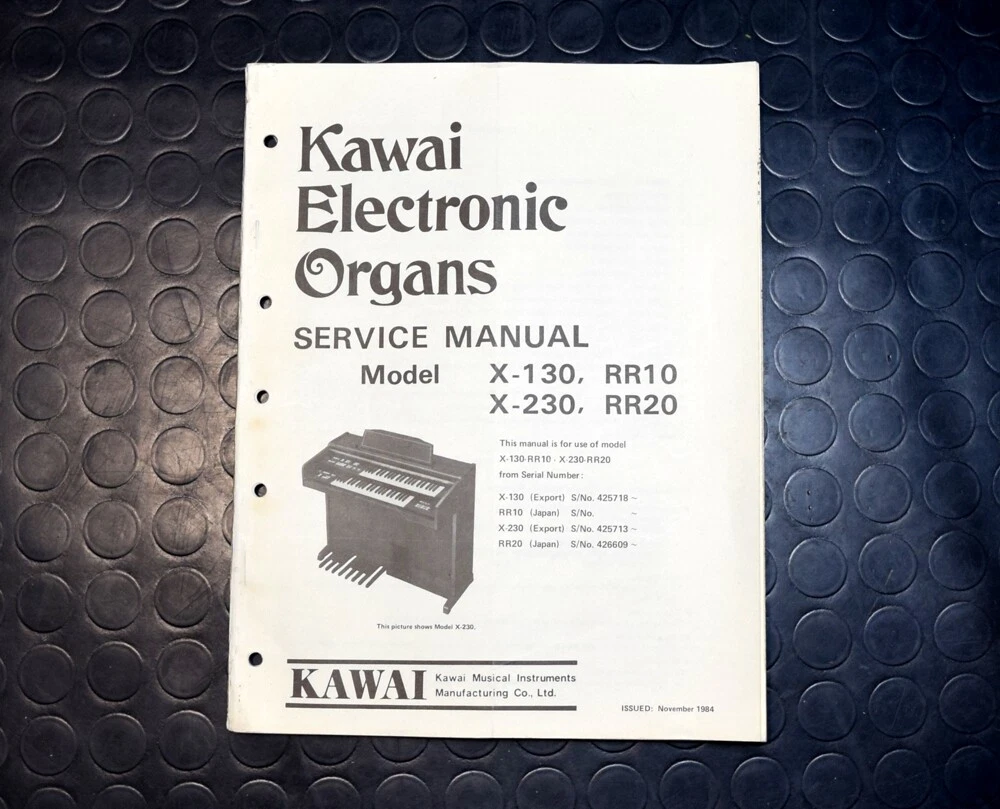 Kawai
Electronic
Organs
SERVICE MANUAL
Model X-130, RR10
X-230, RR20
This manual is for use of model
X-130·RR10 · X-230·RR20
from Serial Number:
X-130 (Export) S/No. 425718 ~
RR10 (Japan) S/No. ~
X-230 (Export) S/No. 425713 ~
RR20 (Japan) S/No. 426609 ~
This picture shows Model X-230.
KAWAI
Kawai Musical Instruments
Manufacturing Co., Ltd.
ISSUED: November 1984